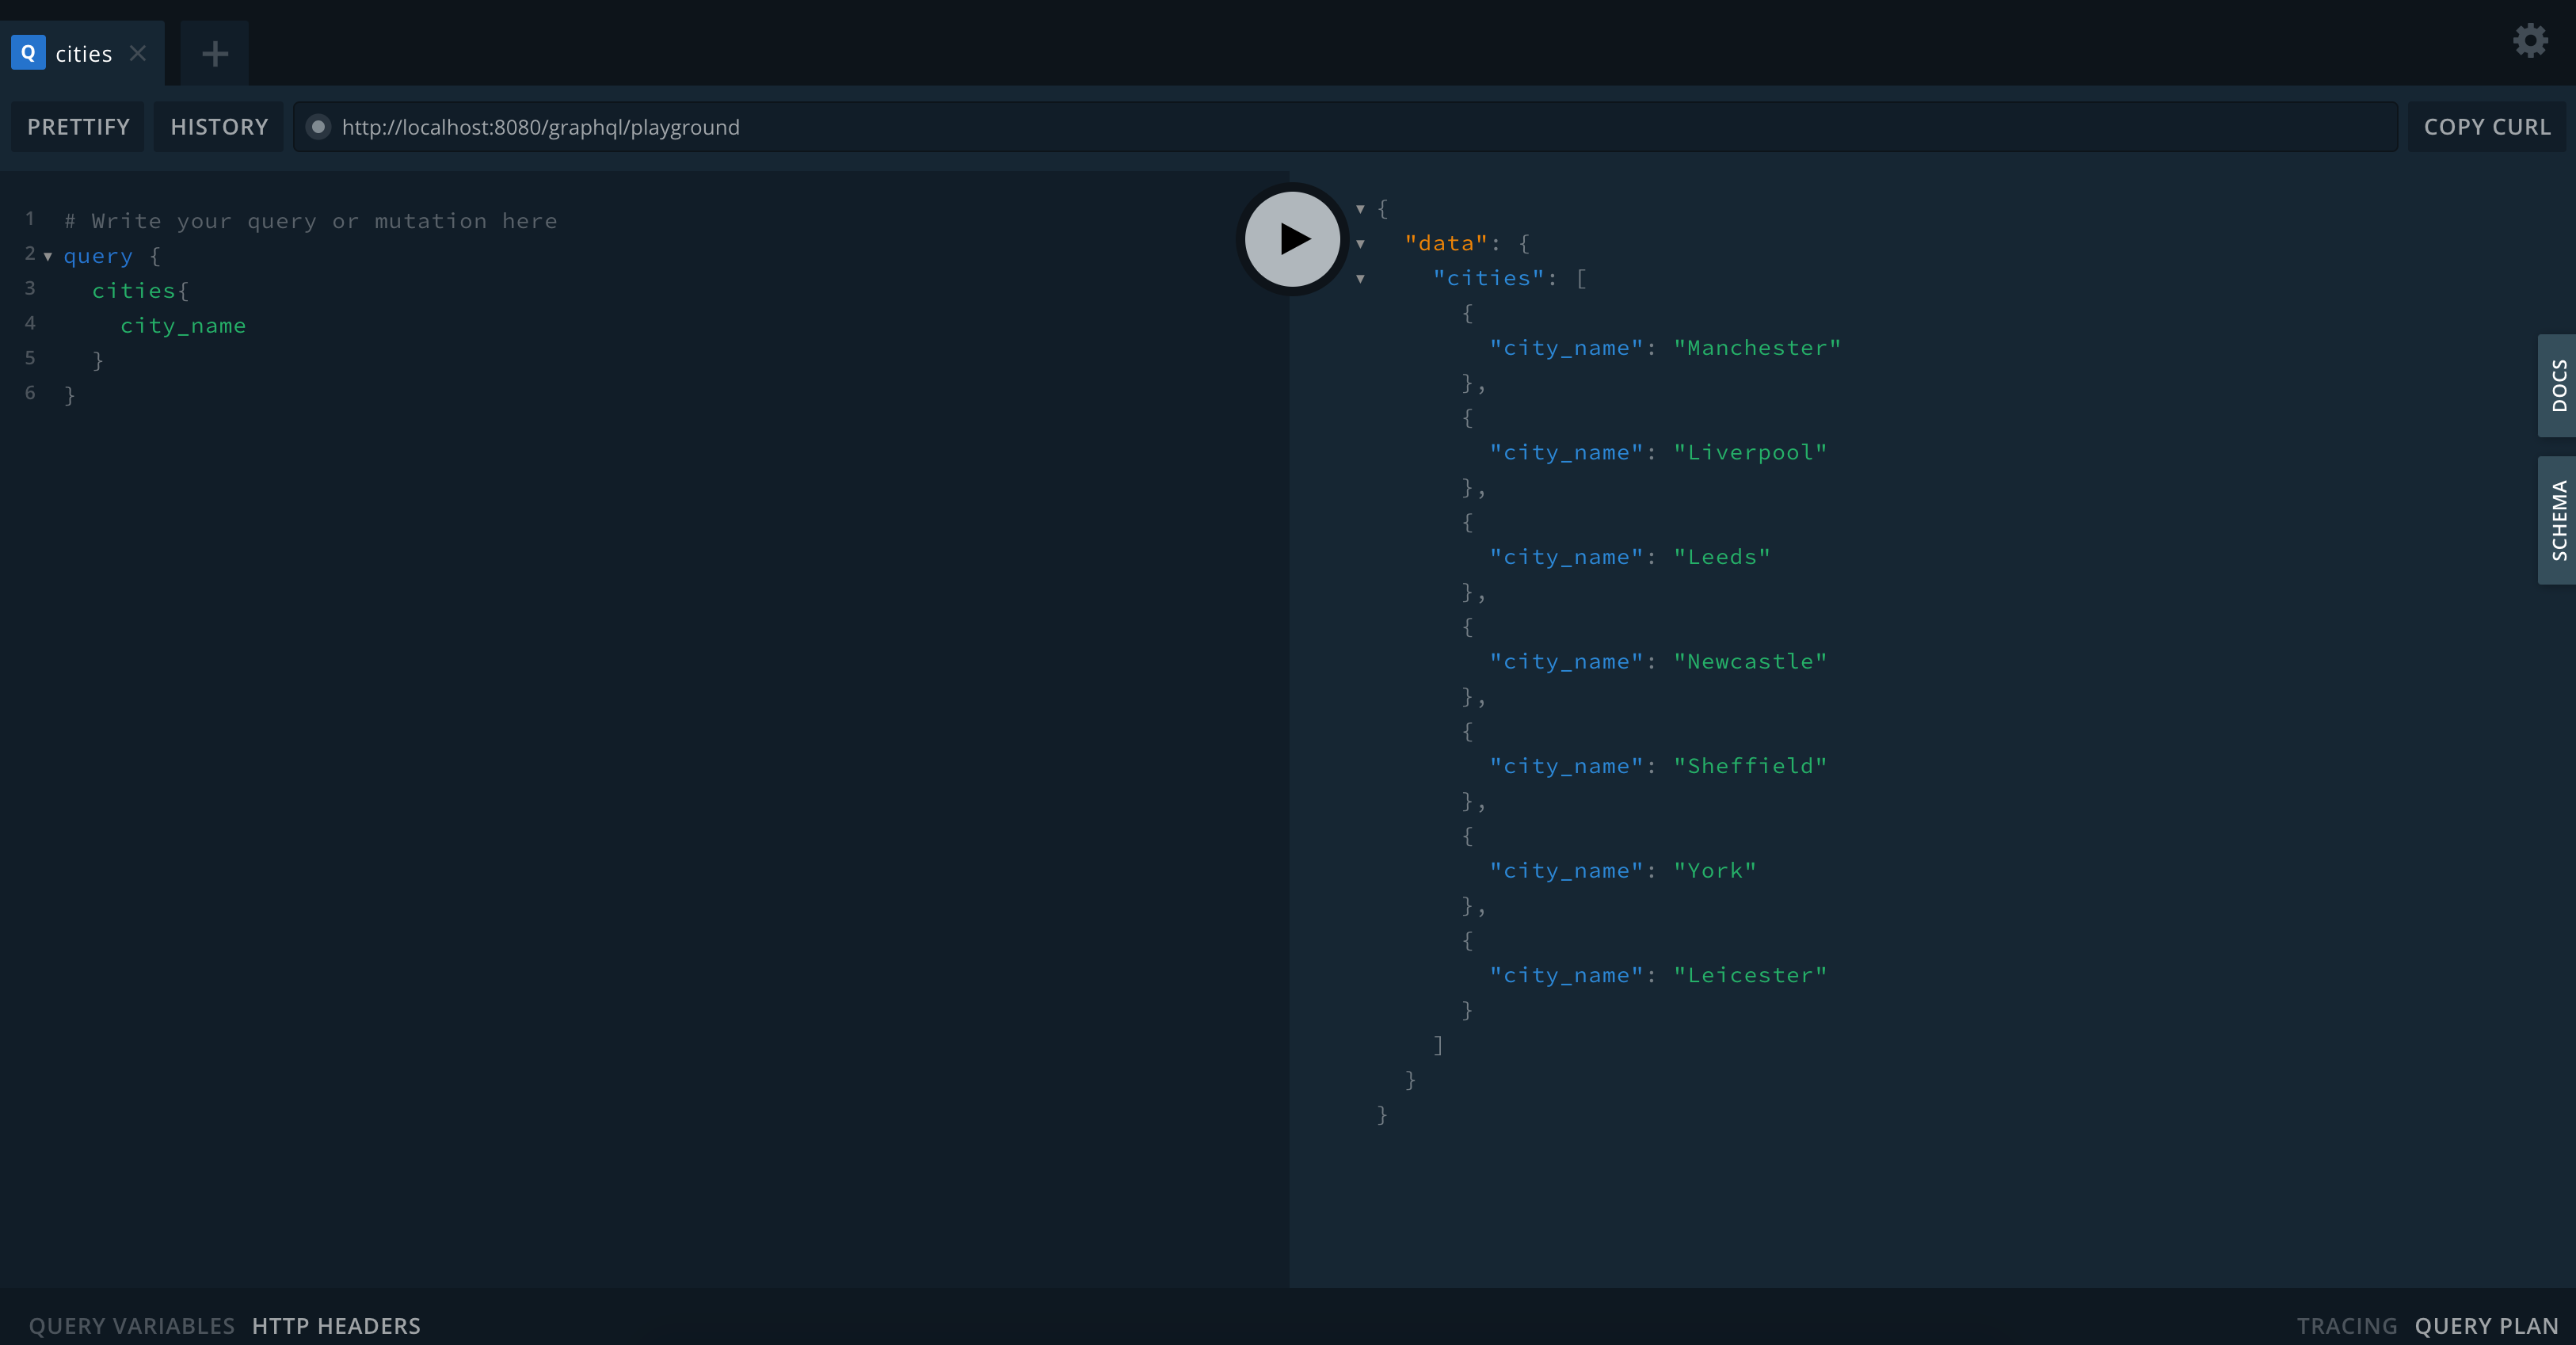 Q cities
PRETTIFY HISTORY http://localhost:8080/graphql/playground COPY CURL
1 # Write your query or mutation here
2 query {
3 cities{
4 city_name
5 }
6 }
{
"data": {
"cities": [
{
"city_name": "Manchester"
},
{
"city_name": "Liverpool"
},
{
"city_name": "Leeds"
},
{
"city_name": "Newcastle"
},
{
"city_name": "Sheffield"
},
{
"city_name": "York"
},
{
"city_name": "Leicester"
}
]
}
}
DOCS
SCHEMA
QUERY VARIABLES HTTP HEADERS
TRACING QUERY PLAN